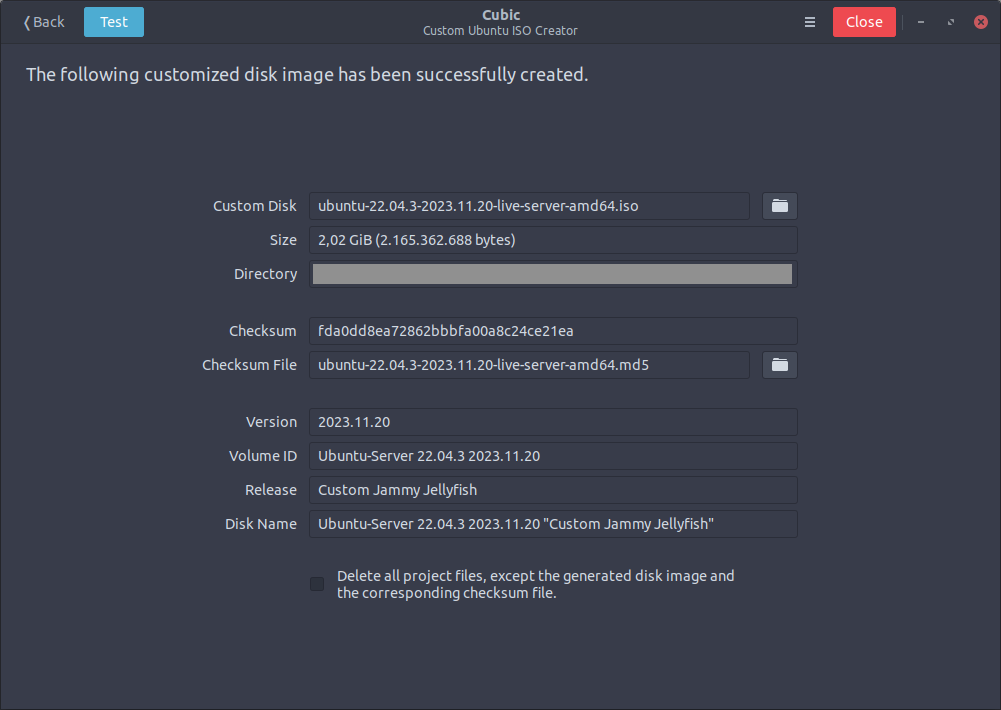 Back
Test
Cubic
Custom Ubuntu ISO Creator
Close
The following customized disk image has been successfully created.
Custom Disk ubuntu-22.04.3-2023.11.20-live-server-amd64.iso
Size 2,02 GiB (2.165.362.688 bytes)
Directory
Checksum fda0dd8ea72862bbbfa00a8c24ce21ea
Checksum File ubuntu-22.04.3-2023.11.20-live-server-amd64.md5
Version 2023.11.20
Volume ID Ubuntu-Server 22.04.3 2023.11.20
Release Custom Jammy Jellyfish
Disk Name Ubuntu-Server 22.04.3 2023.11.20 "Custom Jammy Jellyfish"
Delete all project files, except the generated disk image and
the corresponding checksum file.